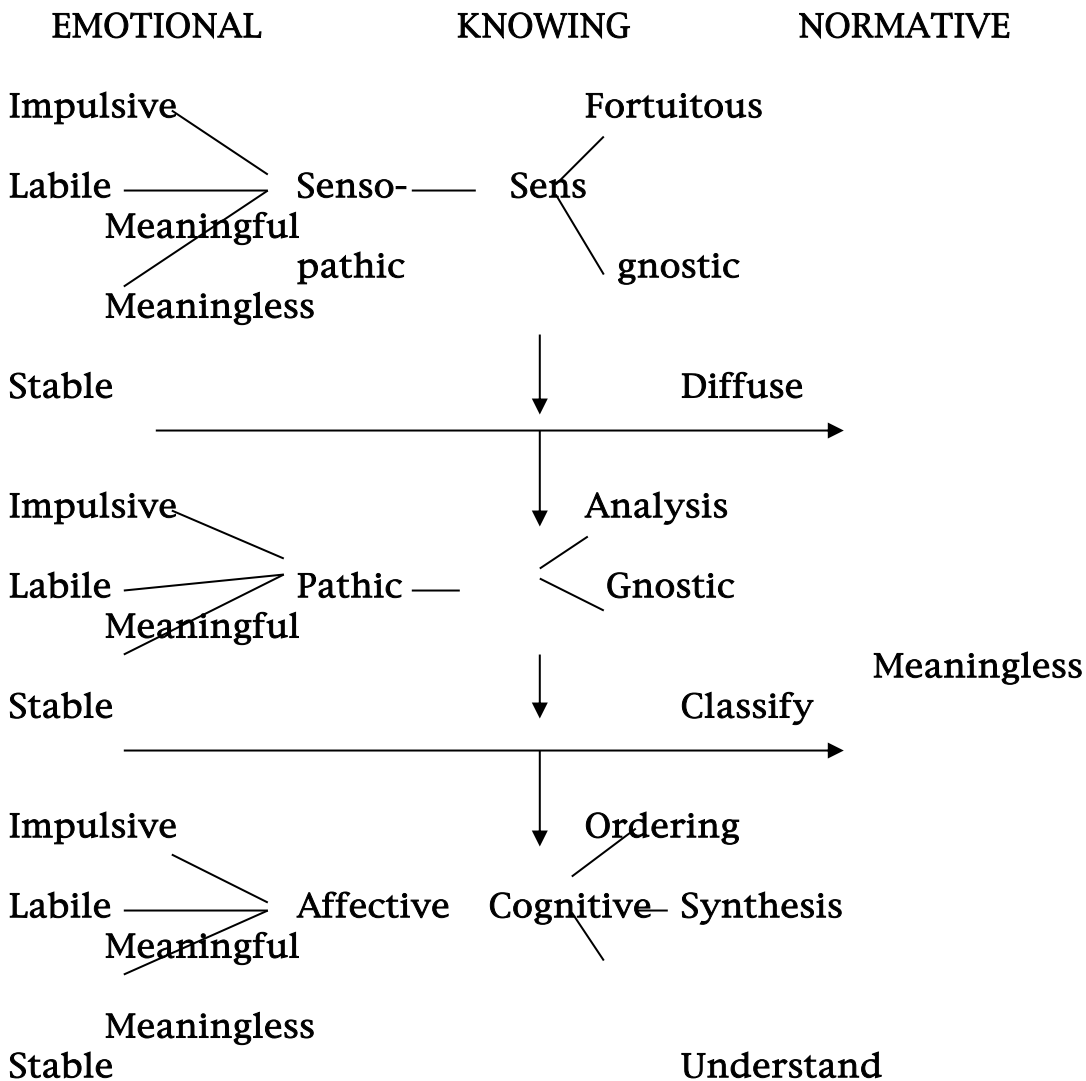 EMOTIONAL KNOWING NORMATIVE
Impulsive Fortuitous
Labile Senso- Sens
Meaningful
pathic gnostic
Meaningless
Stable Diffuse
Impulsive Analysis
Labile Pathic Gnostic
Meaningful
Meaningless
Stable Classify
Impulsive Ordering
Labile Affective Cognitive Synthesis
Meaningful
Meaningless
Stable Understand